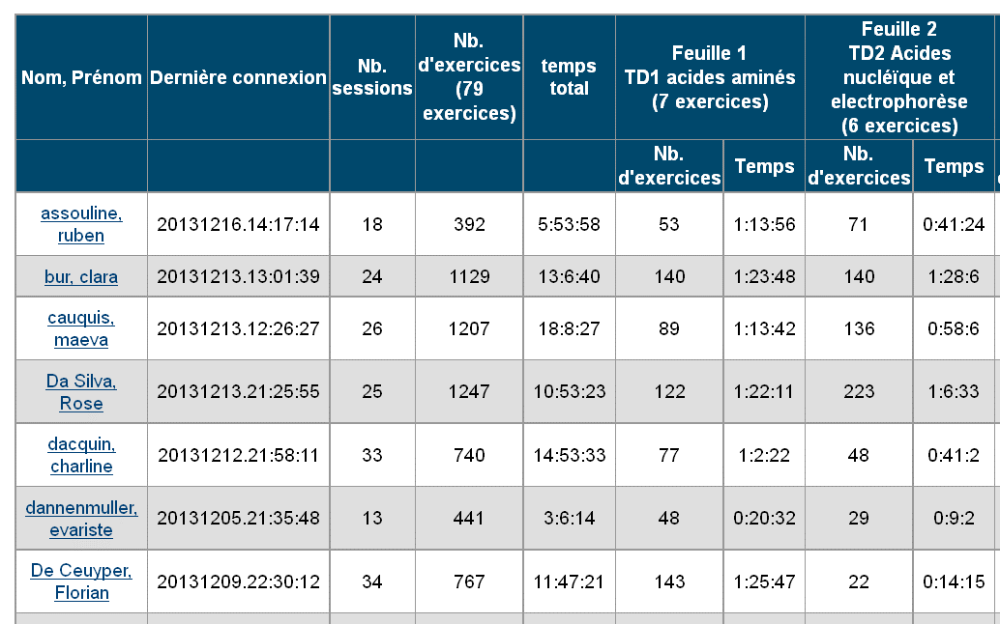 Nom, Prénom Dernière connexion Nb. sessions Nb. d'exercices (79 exercices) temps total Feuille 1 TD1 acides aminés (7 exercices) Feuille 2 TD2 Acides nucléïque et electrophorèse (6 exercices)
Nb. d'exercices Temps Nb. d'exercices Temps
assouline, ruben 20131216.14:17:14 18 392 5:53:58 53 1:13:56 71 0:41:24
bur, clara 20131213.13:01:39 24 1129 13:6:40 140 1:23:48 140 1:28:6
cauquis, maeva 20131213.12:26:27 26 1207 18:8:27 89 1:13:42 136 0:58:6
Da Silva, Rose 20131213.21:25:55 25 1247 10:53:23 122 1:22:11 223 1:6:33
dacquin, charline 20131212.21:58:11 33 740 14:53:33 77 1:2:22 48 0:41:2
dannenmuller, evariste 20131205.21:35:48 13 441 3:6:14 48 0:20:32 29 0:9:2
De Ceuyper, Florian 20131209.22:30:12 34 767 11:47:21 143 1:25:47 22 0:14:15